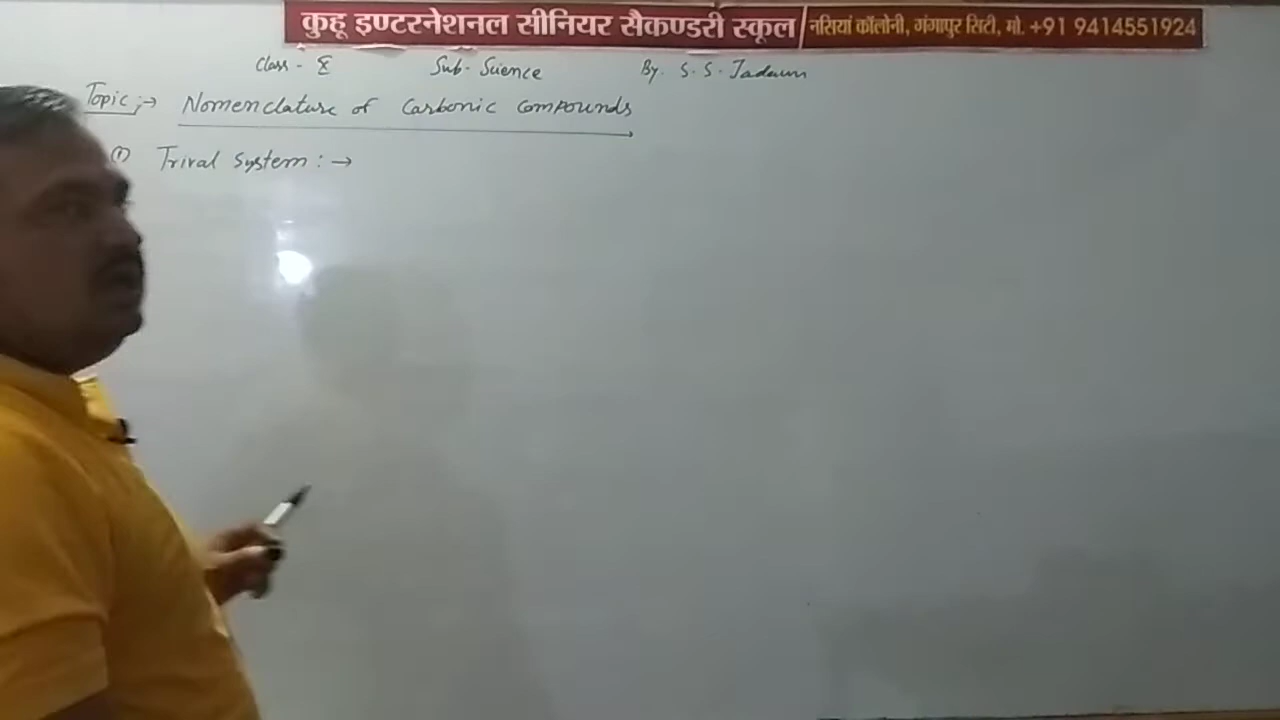 कुहू इण्टरनेशनल सीनियर सैकण्डरी स्कूल | नसियां कॉलोनी, गंगापुर सिटी, मो. +91 9414551924
Class - X Sub- Science By. S. S. Jadaun
Topic :→ Nomenclature of Carbonic Compounds
① Trival System : →